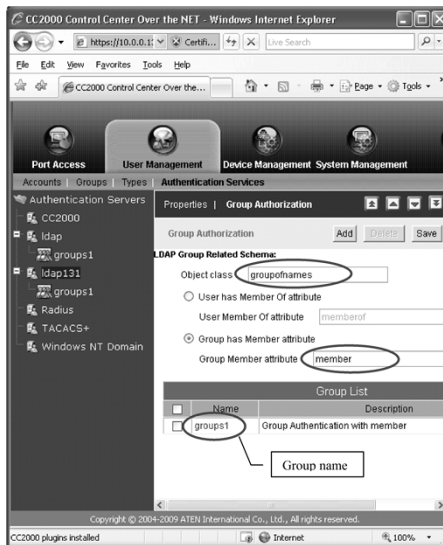 CC2000 Control Center Over the NET - Windows Internet Explorer
https://10.0.0.1 Certifi... Live Search
File Edit View Favorites Tools Help
CC2000 Control Center Over the... Page Tools
Port Access User Management Device Management System Management
Accounts Groups Types Authentication Services
Authentication Servers
CC2000
ldap
groups1
ldap131
groups1
Radius
TACACS+
Windows NT Domain
Properties | Group Authorization
Group Authorization Add Delete Save
LDAP Group Related Schema:
Object class groupofnames
User has Member Of attribute
User Member Of attribute memberof
Group has Member attribute
Group Member attribute member
Group List
Name Description
groups1 Group Authentication with member
Group name
Copyright © 2004-2009 ATEN International Co., Ltd., All rights reserved.
CC2000 plugins installed Internet 100%